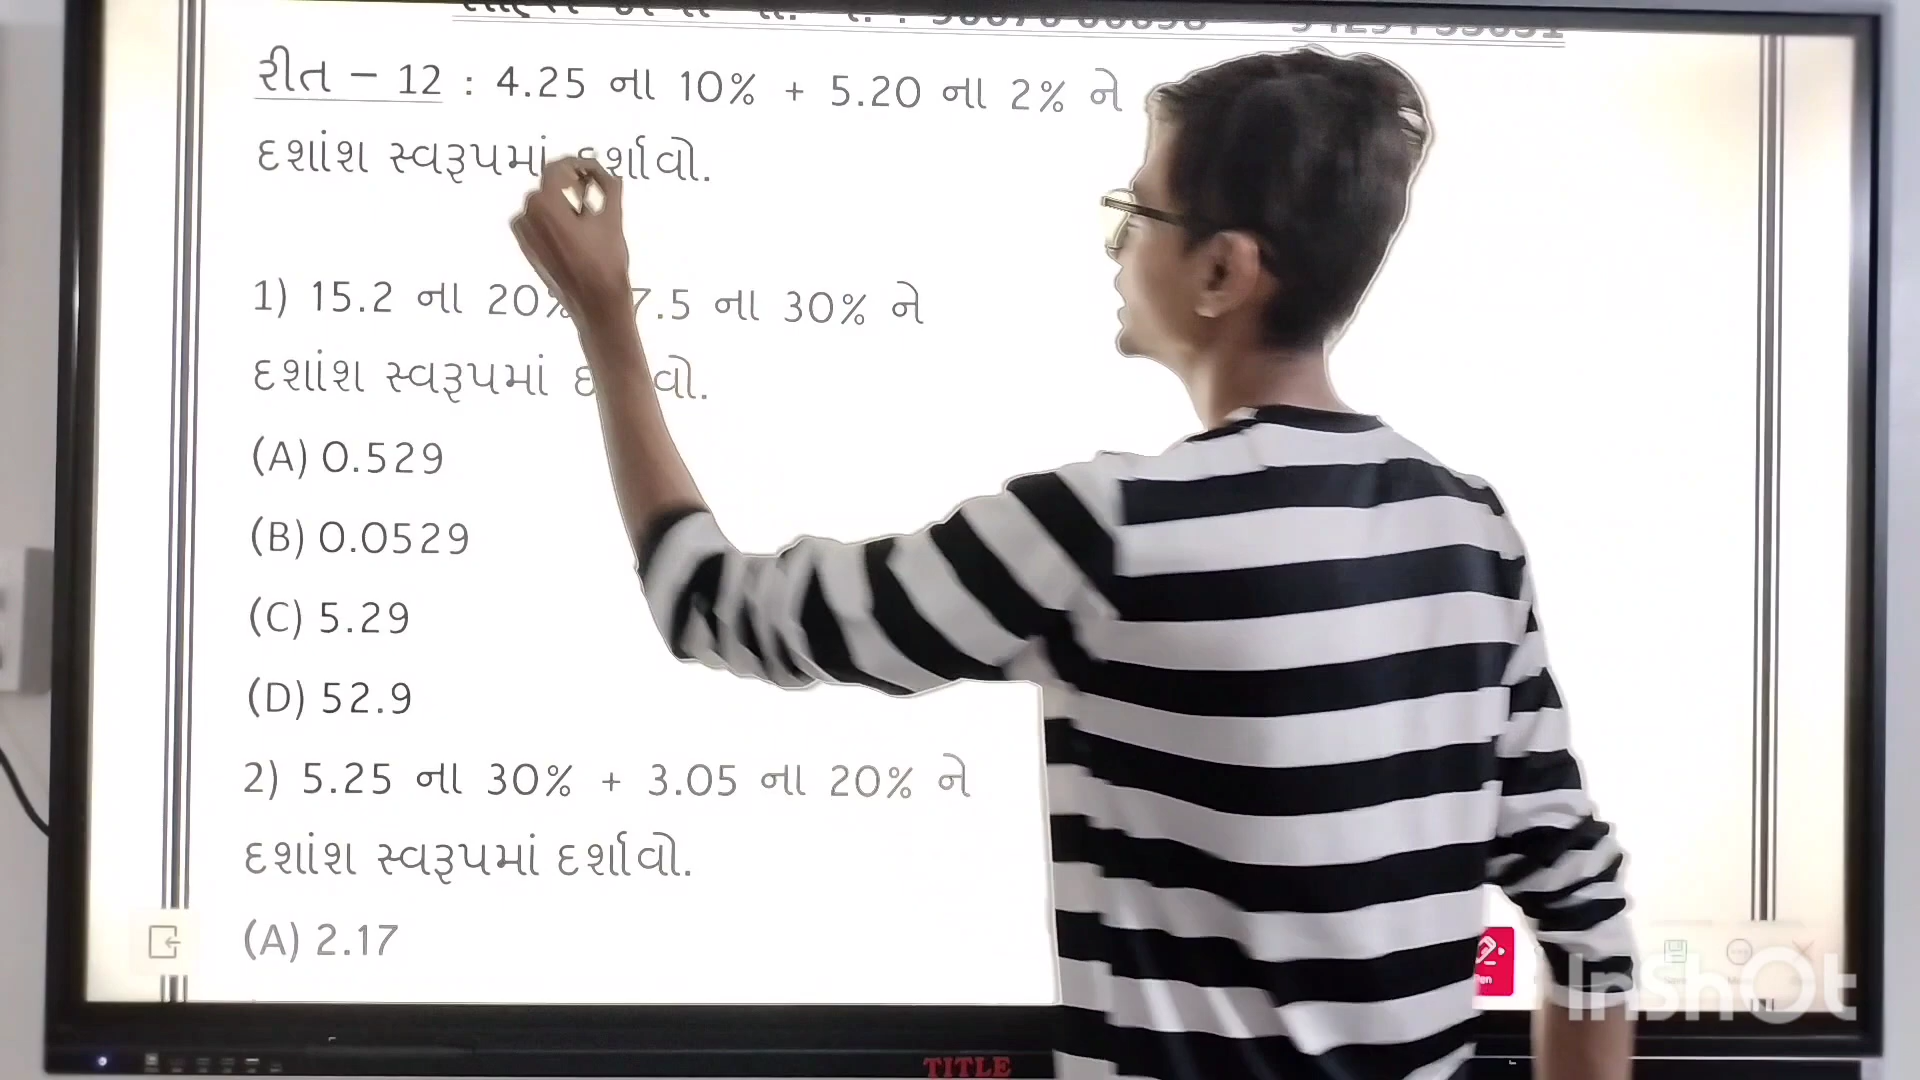 રીત – 12 : 4.25 ના 10% + 5.20 ના 2% ને
દશાંશ સ્વરૂપમાં દર્શાવો.
1) 15.2 ના 20% 7.5 ના 30% ને
દશાંશ સ્વરૂપમાં
(A) 0.529
(B) 0.0529
(C) 5.29
(D) 52.9
2) 5.25 ના 30% + 3.05 ના 20% ને
દશાંશ સ્વરૂપમાં દર્શાવો.
(A) 2.17
InShOt
TITLE